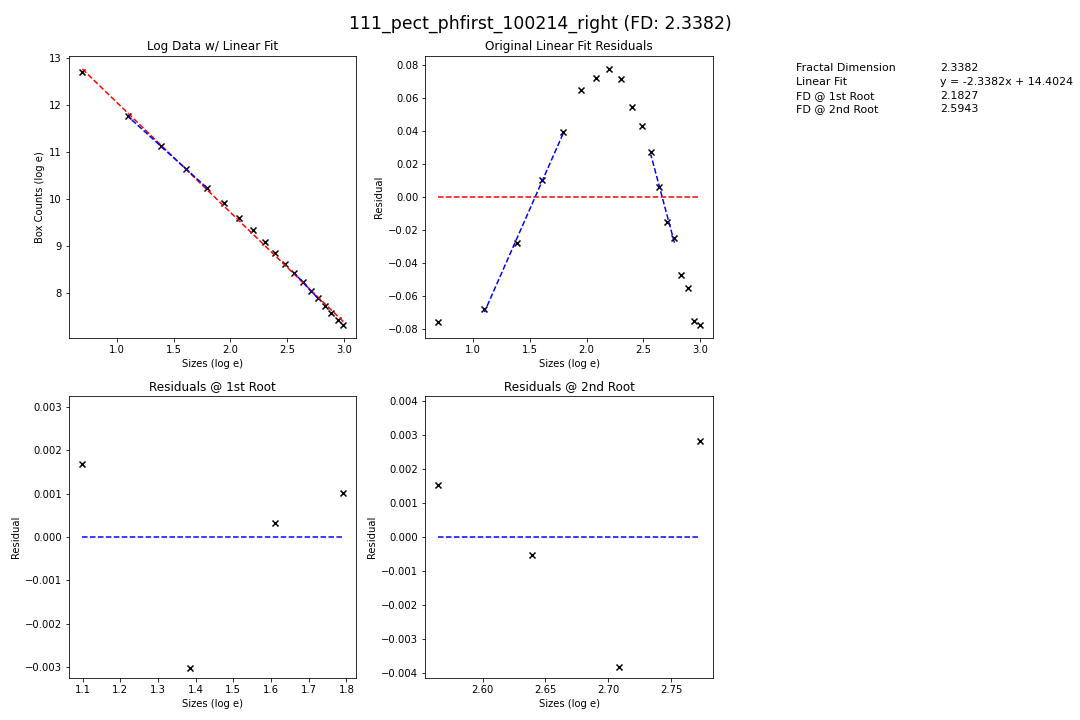 111_pect_phfirst_100214_right (FD: 2.3382)
Log Data w/ Linear Fit
Box Counts (log e)
13
12
11
10
9
8
1.0 1.5 2.0 2.5 3.0
Sizes (log e)
Original Linear Fit Residuals
Residual
0.08
0.06
0.04
0.02
0.00
−0.02
−0.04
−0.06
−0.08
1.0 1.5 2.0 2.5 3.0
Sizes (log e)
Fractal Dimension 2.3382
Linear Fit y = -2.3382x + 14.4024
FD @ 1st Root 2.1827
FD @ 2nd Root 2.5943
Residuals @ 1st Root
Residual
0.003
0.002
0.001
0.000
−0.001
−0.002
−0.003
1.1 1.2 1.3 1.4 1.5 1.6 1.7 1.8
Sizes (log e)
Residuals @ 2nd Root
Residual
0.004
0.003
0.002
0.001
0.000
−0.001
−0.002
−0.003
−0.004
2.60 2.65 2.70 2.75
Sizes (log e)